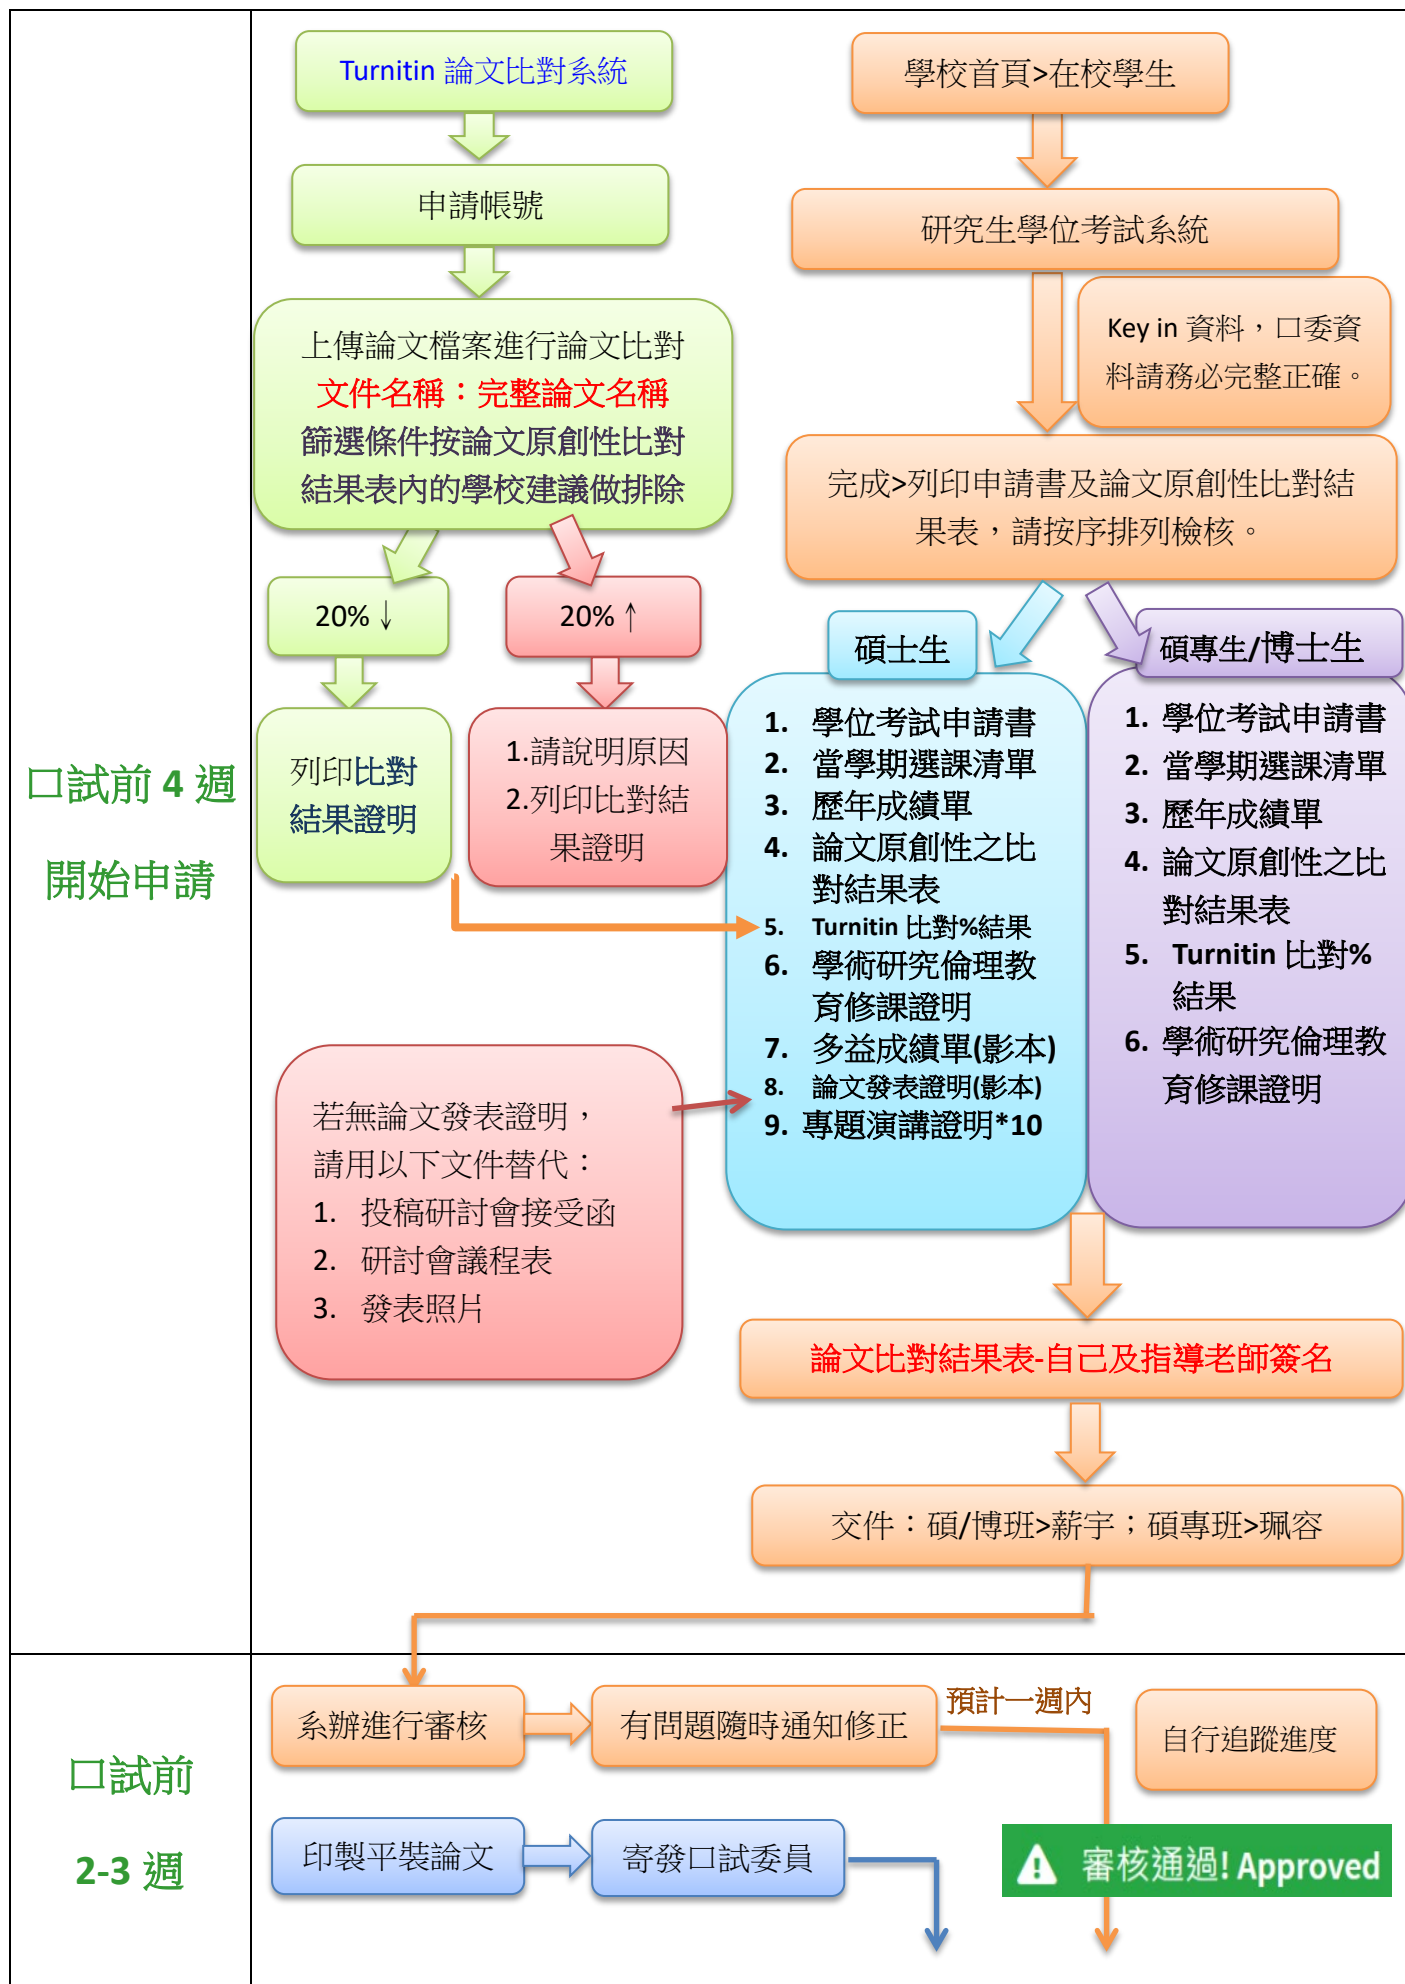 口試前 4 週
開始申請
Turnitin 論文比對系統
申請帳號
上傳論文檔案進行論文比對
文件名稱：完整論文名稱
篩選條件按論文原創性比對
結果表內的學校建議做排除
20% ↓
20% ↑
列印比對
結果證明
1.請說明原因
2.列印比對結
果證明
若無論文發表證明，
請用以下文件替代：
1. 投稿研討會接受函
2. 研討會議程表
3. 發表照片
學校首頁>在校學生
研究生學位考試系統
Key in 資料，口委資
料請務必完整正確。
完成>列印申請書及論文原創性比對結
果表，請按序排列檢核。
碩士生
1. 學位考試申請書
2. 當學期選課清單
3. 歷年成績單
4. 論文原創性之比
對結果表
5. Turnitin 比對%結果
6. 學術研究倫理教
育修課證明
7. 多益成績單(影本)
8. 論文發表證明(影本)
9. 專題演講證明*10
碩專生/博士生
1. 學位考試申請書
2. 當學期選課清單
3. 歷年成績單
4. 論文原創性之比
對結果表
5. Turnitin 比對%
結果
6. 學術研究倫理教
育修課證明
論文比對結果表-自己及指導老師簽名
文件：碩/博班>薪宇；碩專班>珮容
口試前
2-3 週
系辦進行審核
有問題隨時通知修正
預計一週內
自行追蹤進度
印製平裝論文
寄發口試委員
審核通過! Approved